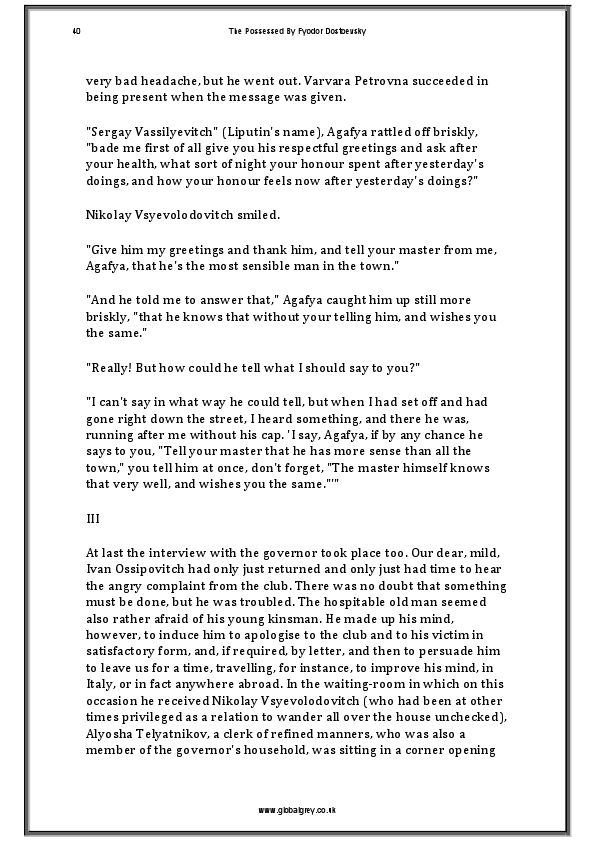 40
The Possessed By Fyodor Dostoevsky
very bad headache, but he went out. Varvara Petrovna succeeded in
being present when the message was given.
"Sergay Vassilyevitch" (Liputin's name), Agafya rattled off briskly,
"bade me first of all give you his respectful greetings and ask after
your health, what sort of night your honour spent after yesterday's
doings, and how your honour feels now after yesterday's doings?"
Nikolay Vsyevolodovitch smiled.
"Give him my greetings and thank him, and tell your master from me,
Agafya, that he's the most sensible man in the town."
"And he told me to answer that," Agafya caught him up still more
briskly, "that he knows that without your telling him, and wishes you
the same."
"Really! But how could he tell what I should say to you?"
"I can't say in what way he could tell, but when I had set off and had
gone right down the street, I heard something, and there he was,
running after me without his cap. 'I say, Agafya, if by any chance he
says to you, "Tell your master that he has more sense than all the
town," you tell him at once, don't forget, "The master himself knows
that very well, and wishes you the same."'"
III
At last the interview with the governor took place too. Our dear, mild,
Ivan Ossipovitch had only just returned and only just had time to hear
the angry complaint from the club. There was no doubt that something
must be done, but he was troubled. The hospitable old man seemed
also rather afraid of his young kinsman. He made up his mind,
however, to induce him to apologise to the club and to his victim in
satisfactory form, and, if required, by letter, and then to persuade him
to leave us for a time, travelling, for instance, to improve his mind, in
Italy, or in fact anywhere abroad. In the waiting-room in which on this
occasion he received Nikolay Vsyevolodovitch (who had been at other
times privileged as a relation to wander all over the house unchecked),
Alyosha Telyatnikov, a clerk of refined manners, who was also a
member of the governor's household, was sitting in a corner opening
www.globalgrey.co.uk